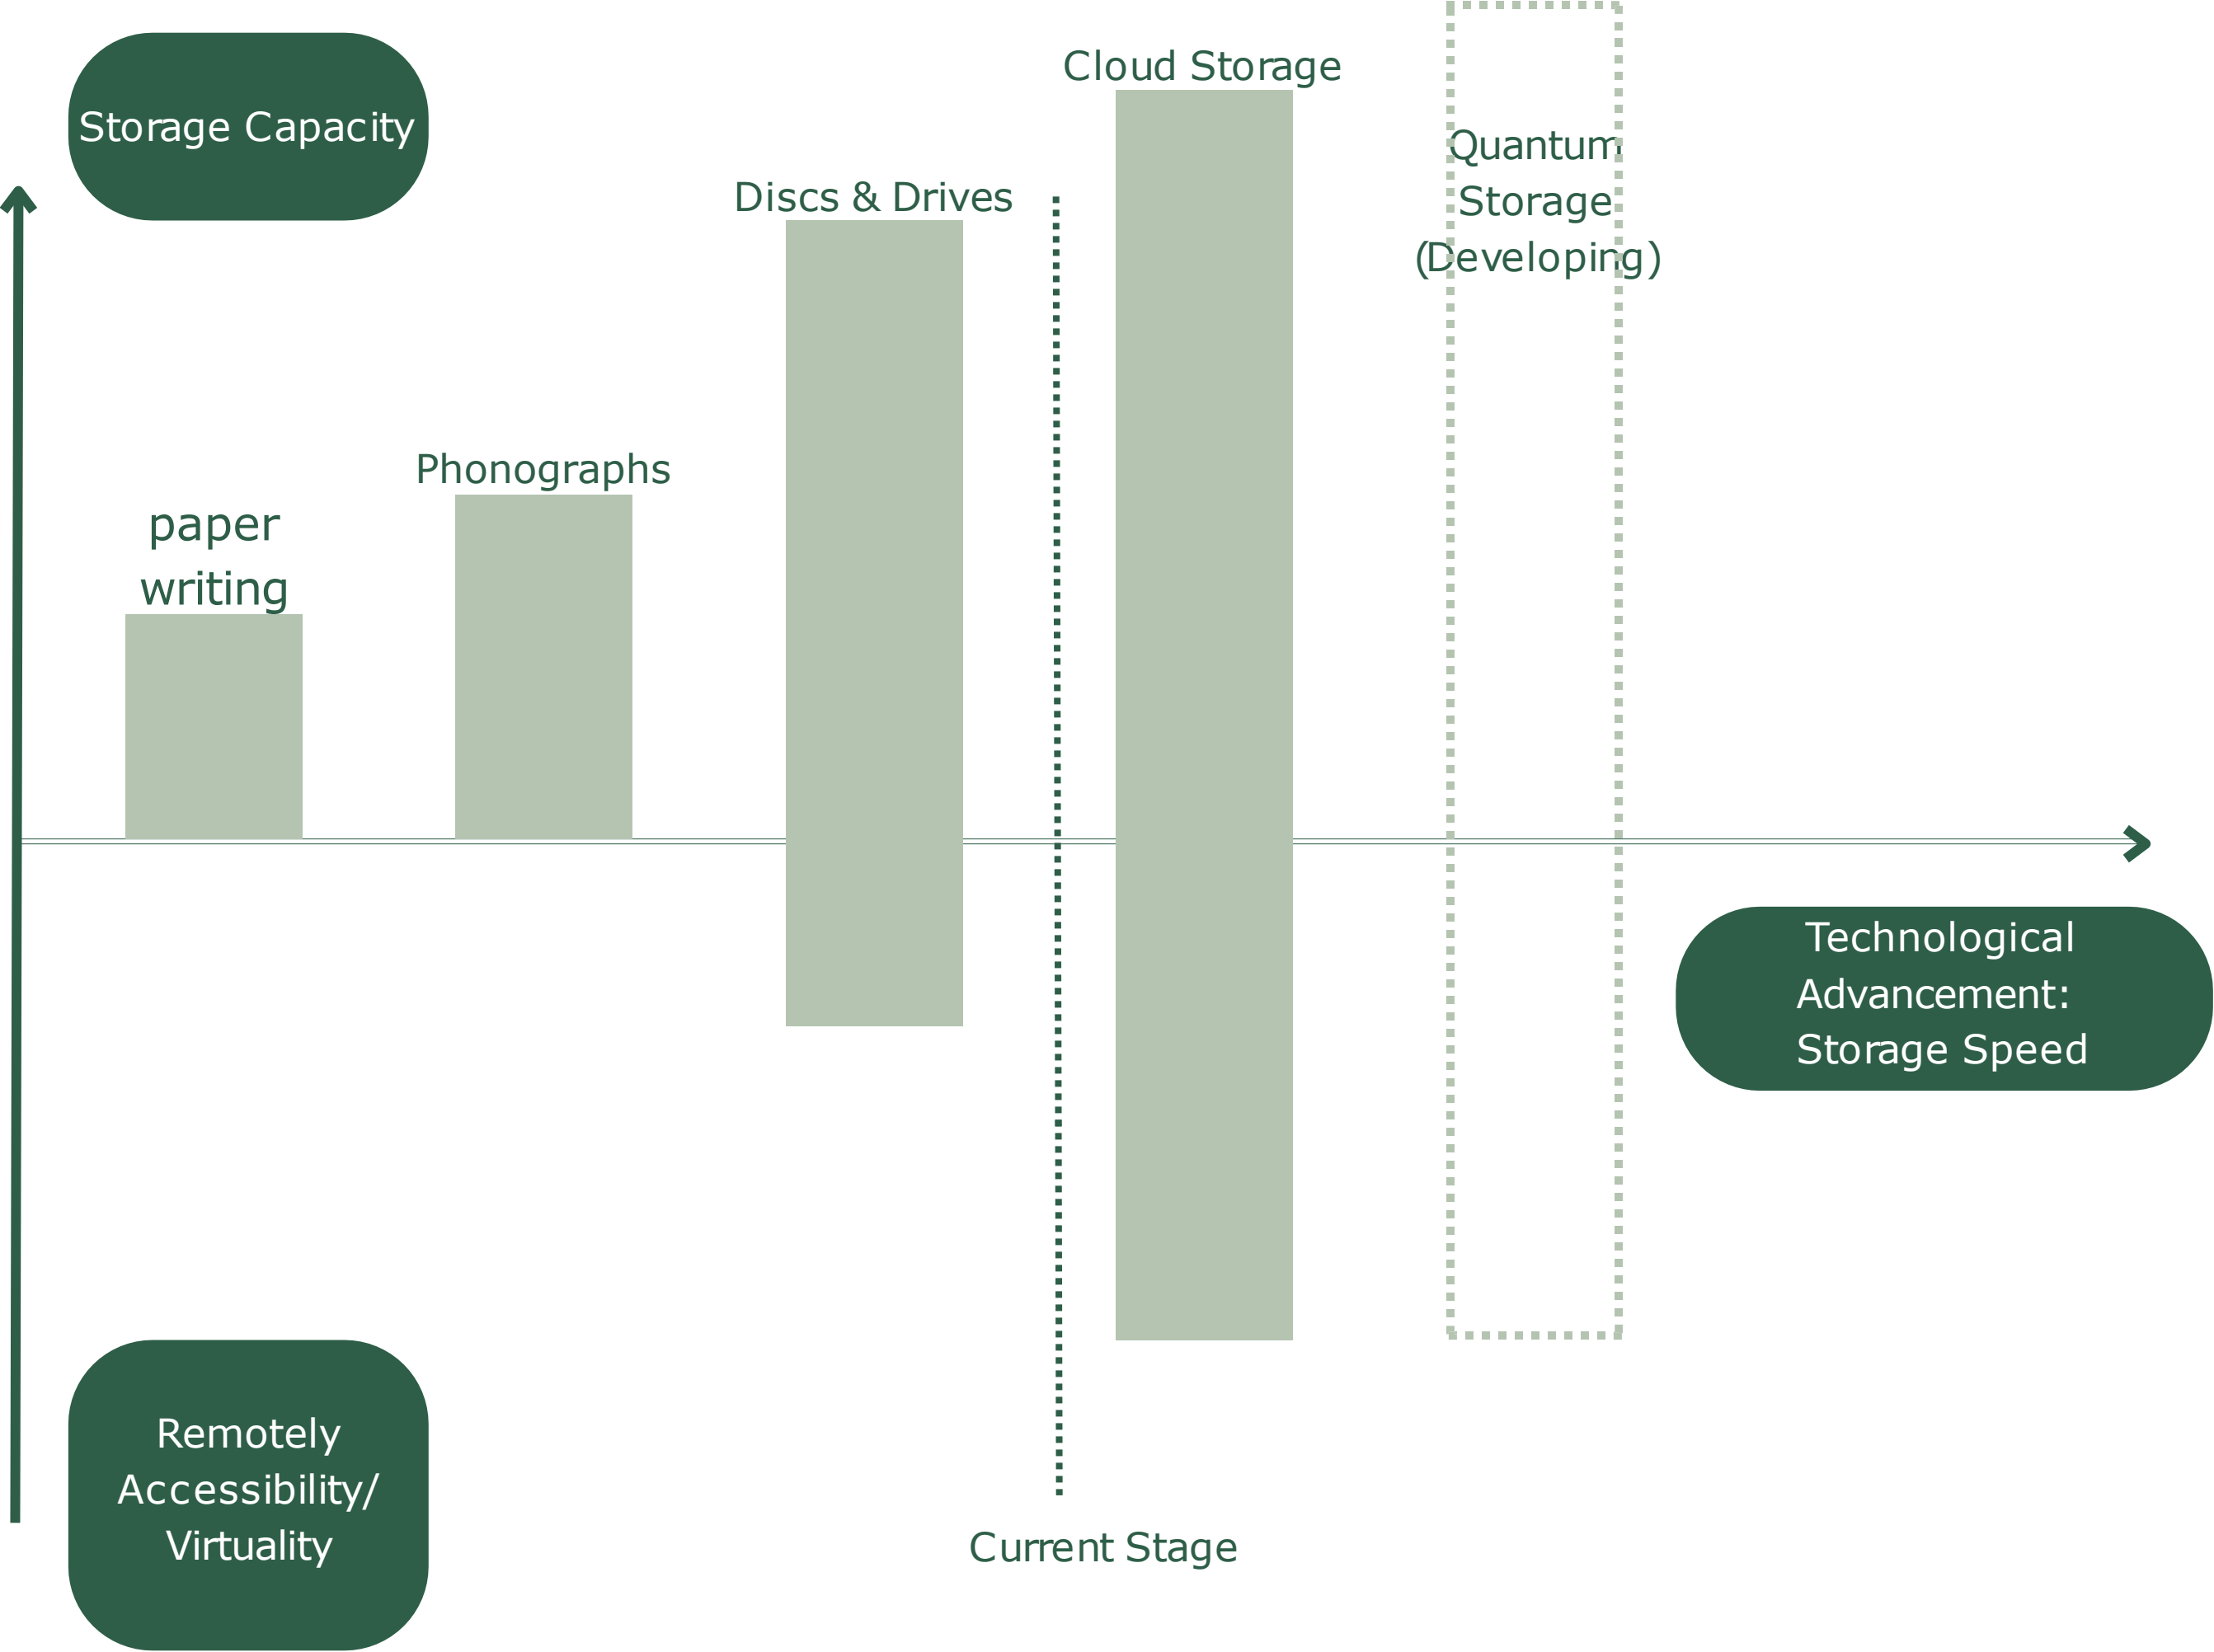 Storage Capacity
Cloud Storage
Quantum
Storage
(Developing)
Discs & Drives
Phonographs
paper
writing
Technological
Advancement:
Storage Speed
Remotely
Accessibility/
Virtuality
Current Stage